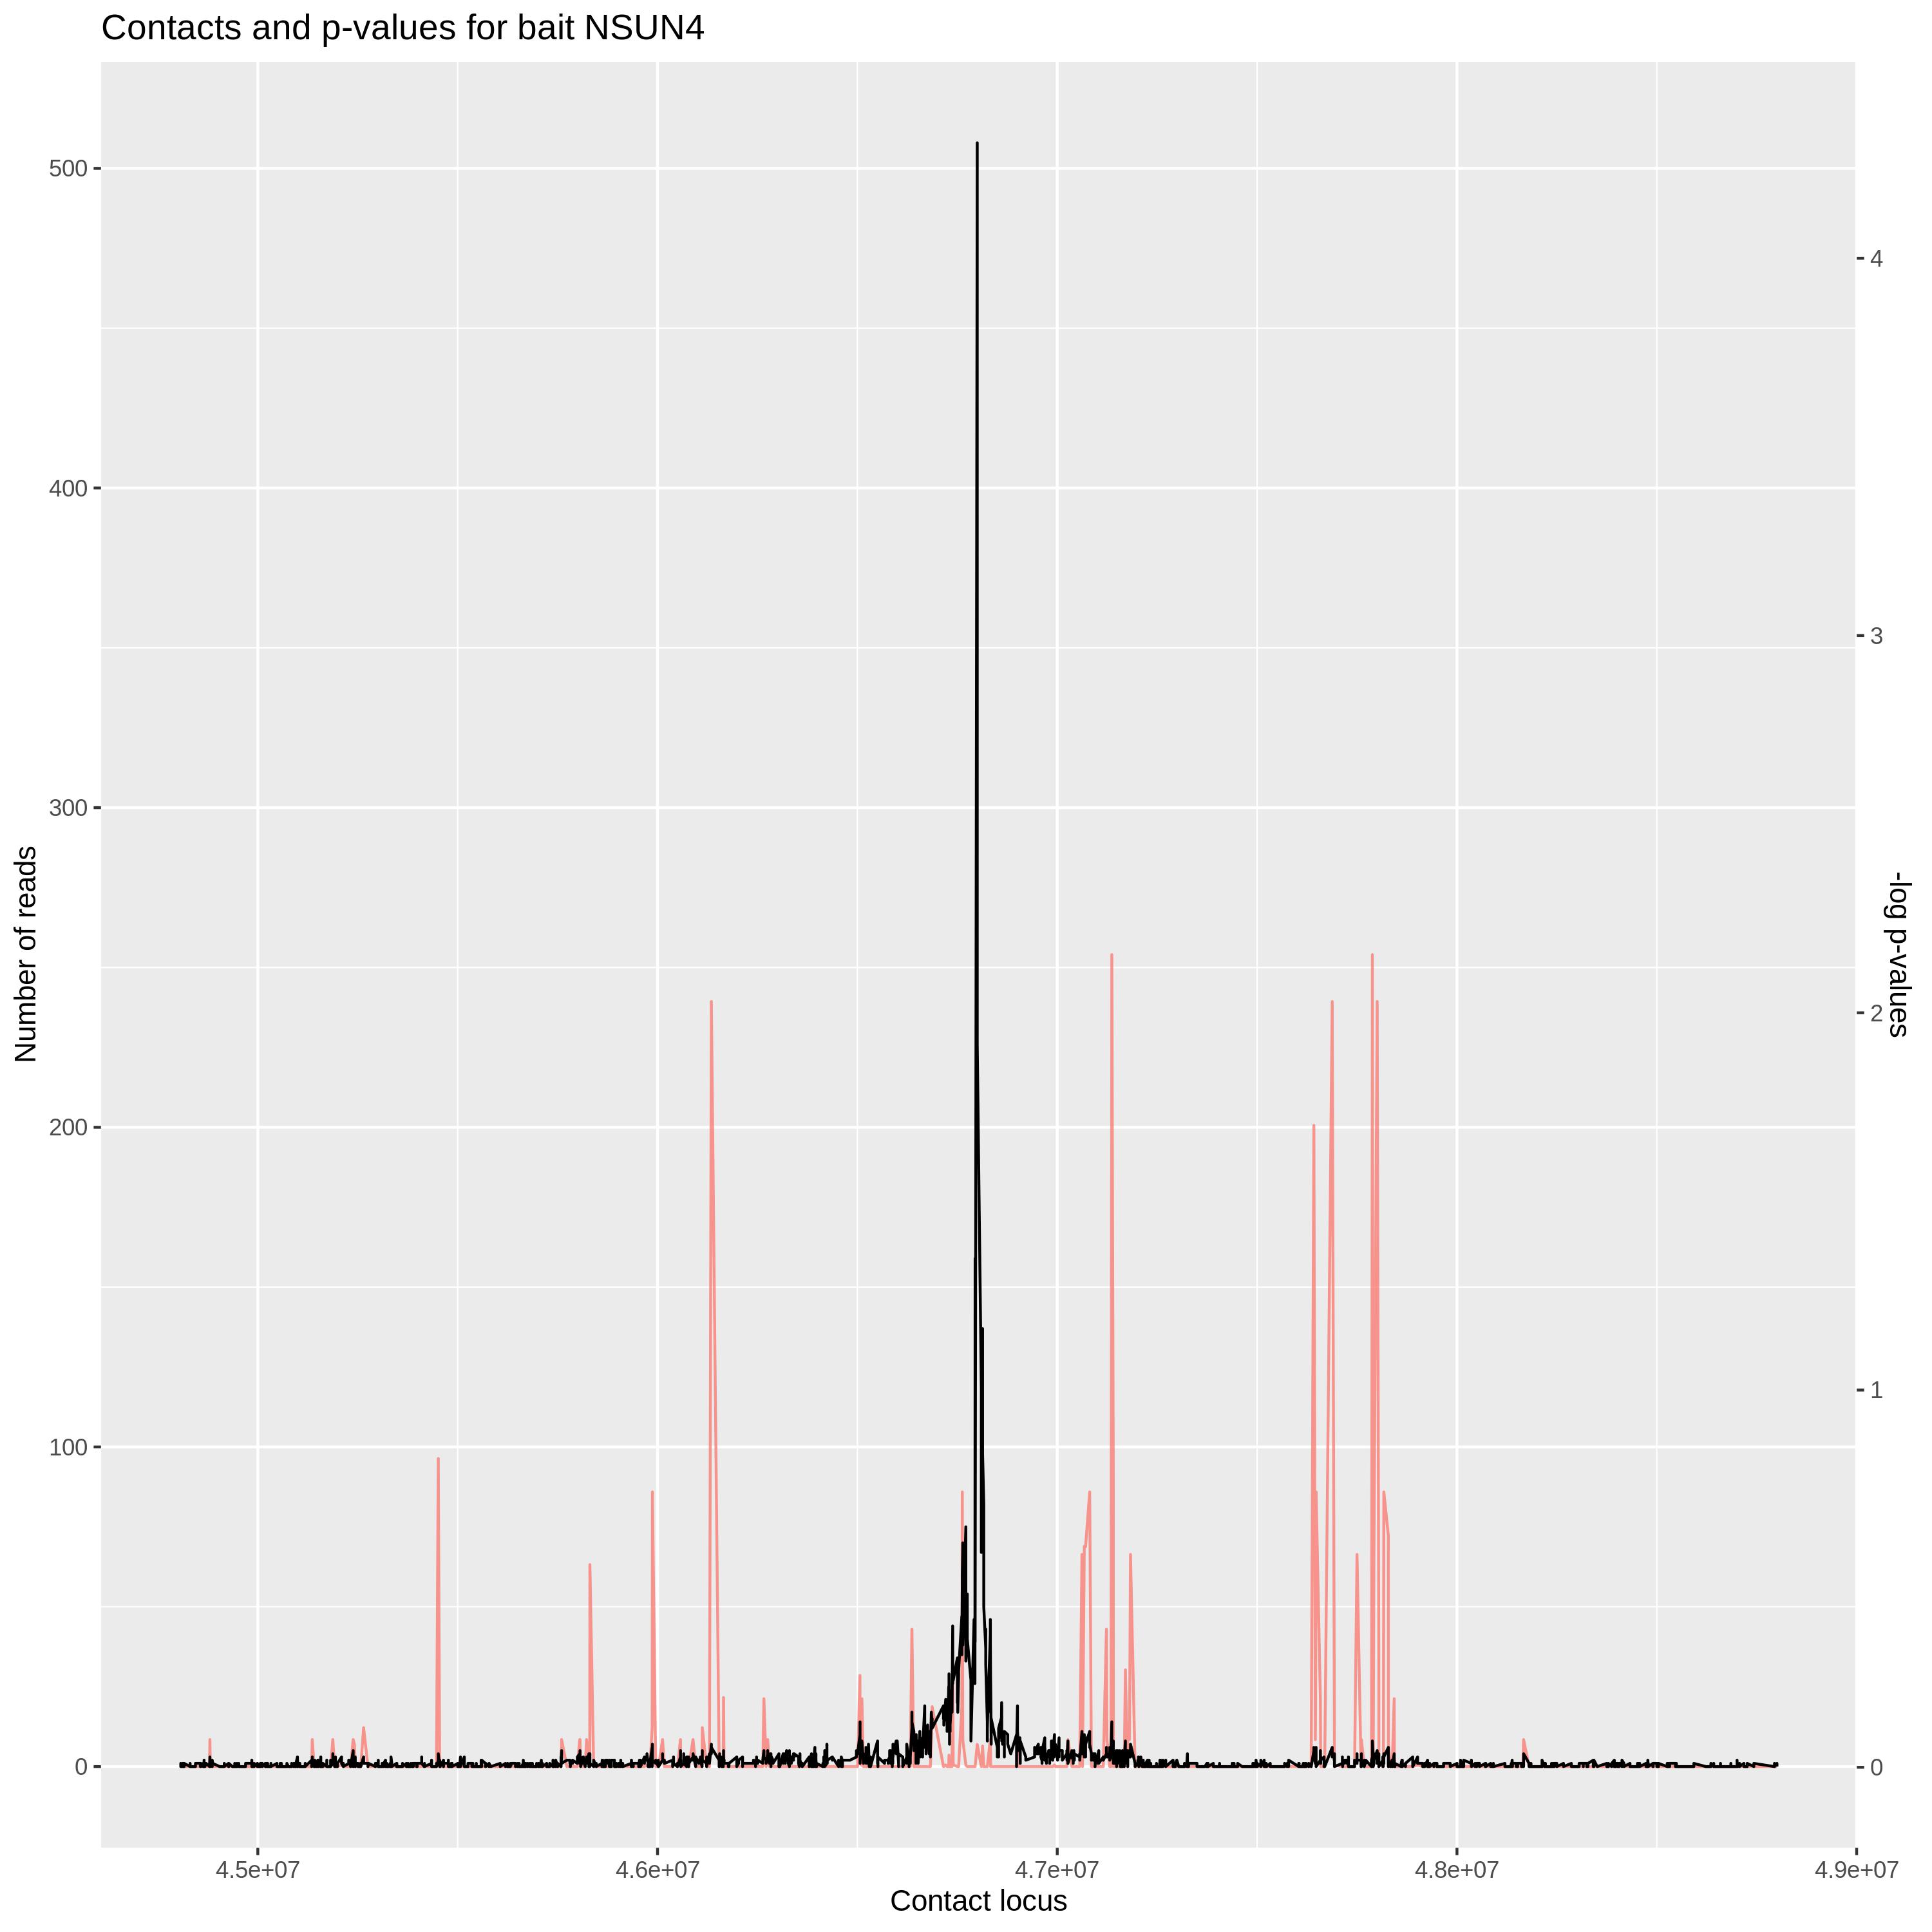 Contacts and p-values for bait NSUN4
500
400
300
200
100
0
Number of reads
4
3
2
1
0
-log p-values
4.5e+07
4.6e+07
4.7e+07
4.8e+07
4.9e+07
Contact locus